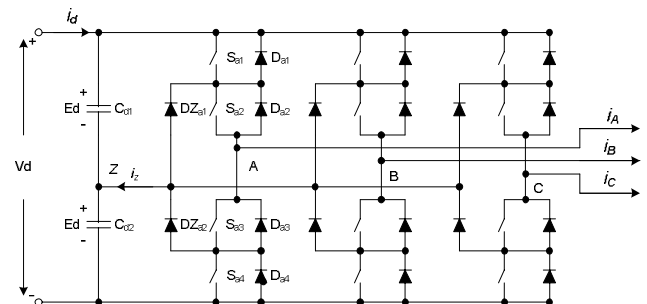 i_d
+
S_a1 D_a1
+
Ed C_d1
-
DZ_a1 S_a2 D_a2
i_A
Vd
i_B
Z i_z
A
B
C
i_C
+
Ed C_d2
-
DZ_a2 S_a3 D_a3
S_a4 D_a4
-